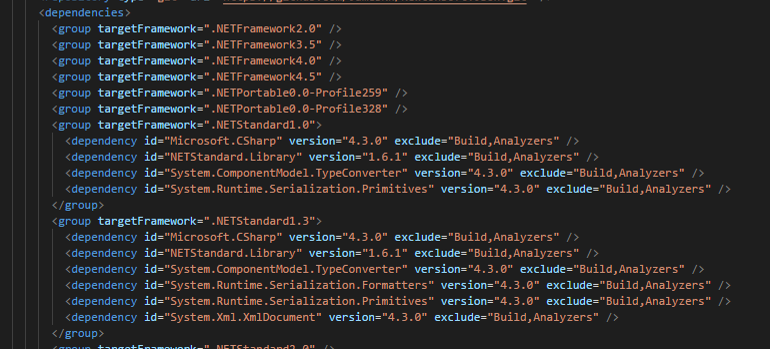 <dependencies>
<group targetFramework=".NETFramework2.0" />
<group targetFramework=".NETFramework3.5" />
<group targetFramework=".NETFramework4.0" />
<group targetFramework=".NETFramework4.5" />
<group targetFramework=".NETPortable0.0-Profile259" />
<group targetFramework=".NETPortable0.0-Profile328" />
<group targetFramework=".NETStandard1.0">
<dependency id="Microsoft.CSharp" version="4.3.0" exclude="Build,Analyzers" />
<dependency id="NETStandard.Library" version="1.6.1" exclude="Build,Analyzers" />
<dependency id="System.ComponentModel.TypeConverter" version="4.3.0" exclude="Build,Analyzers" />
<dependency id="System.Runtime.Serialization.Primitives" version="4.3.0" exclude="Build,Analyzers" />
</group>
<group targetFramework=".NETStandard1.3">
<dependency id="Microsoft.CSharp" version="4.3.0" exclude="Build,Analyzers" />
<dependency id="NETStandard.Library" version="1.6.1" exclude="Build,Analyzers" />
<dependency id="System.ComponentModel.TypeConverter" version="4.3.0" exclude="Build,Analyzers" />
<dependency id="System.Runtime.Serialization.Formatters" version="4.3.0" exclude="Build,Analyzers" />
<dependency id="System.Runtime.Serialization.Primitives" version="4.3.0" exclude="Build,Analyzers" />
<dependency id="System.Xml.XmlDocument" version="4.3.0" exclude="Build,Analyzers" />
</group>
<group targetFramework=".NETStandard2.0" />